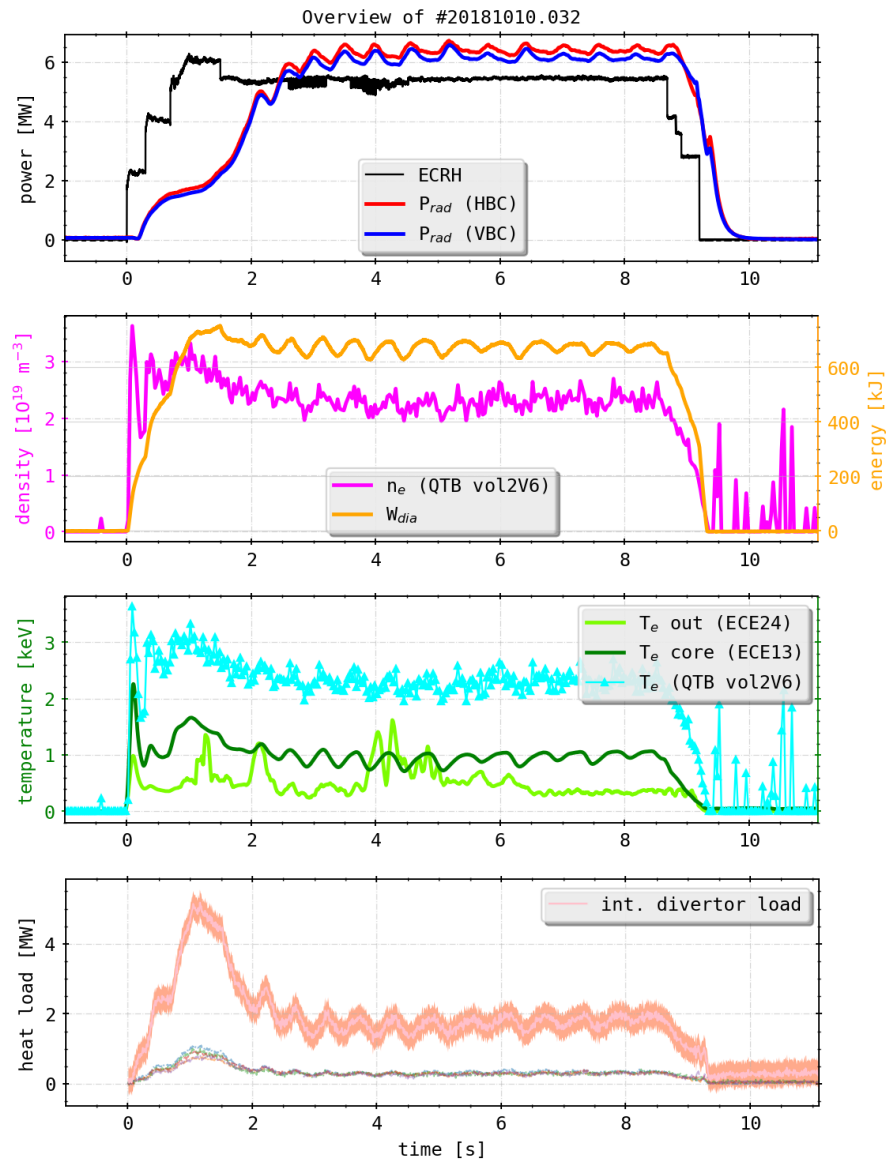 Overview of #20181010.032
power [MW]
6
4
2
0
ECRH
P_rad (HBC)
P_rad (VBC)
0 2 4 6 8 10
density [10^19 m^−3]
3
2
1
0
n_e (QTB vol2V6)
W_dia
600
400
200
0
energy [kJ]
0 2 4 6 8 10
temperature [keV]
3
2
1
0
T_e out (ECE24)
T_e core (ECE13)
T_e (QTB vol2V6)
0 2 4 6 8 10
heat load [MW]
4
2
0
int. divertor load
0 2 4 6 8 10
time [s]